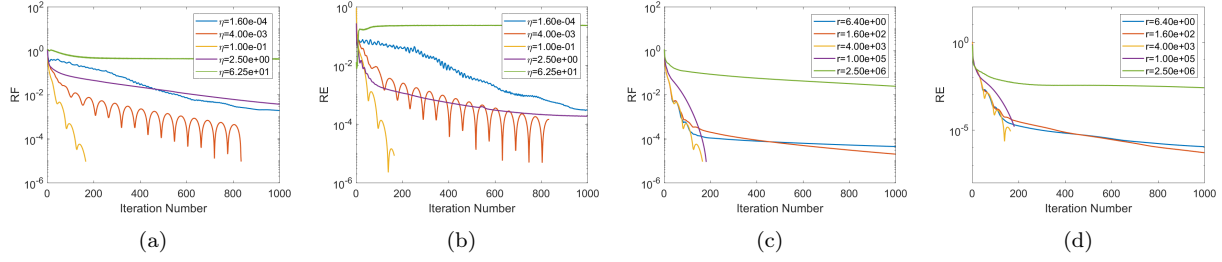 10^2
10^0
10^-2
10^-4
10^-6
RF
0 200 400 600 800 1000
Iteration Number
η=1.60e-04
η=4.00e-03
η=1.00e-01
η=2.50e+00
η=6.25e+01
(a)
10^0
10^-2
10^-4
10^-6
RE
0 200 400 600 800 1000
Iteration Number
η=1.60e-04
η=4.00e-03
η=1.00e-01
η=2.50e+00
η=6.25e+01
(b)
10^2
10^0
10^-2
10^-4
10^-6
RF
0 200 400 600 800 1000
Iteration Number
r=6.40e+00
r=1.60e+02
r=4.00e+03
r=1.00e+05
r=2.50e+06
(c)
10^0
10^-5
RE
0 200 400 600 800 1000
Iteration Number
r=6.40e+00
r=1.60e+02
r=4.00e+03
r=1.00e+05
r=2.50e+06
(d)